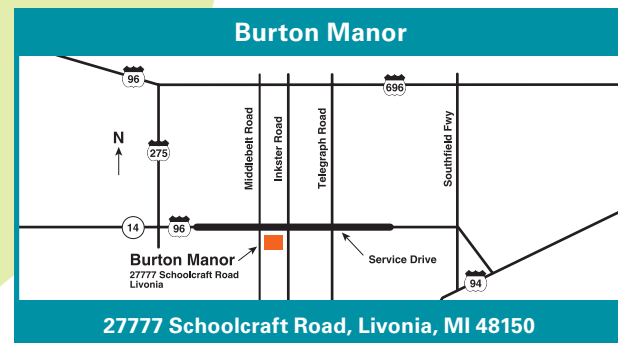 Burton Manor
96
696
N
275
Middlebelt Road
Inkster Road
Telegraph Road
Southfield Fwy
14
96
Burton Manor
27777 Schoolcraft Road
Livonia
Service Drive
94
27777 Schoolcraft Road, Livonia, MI 48150